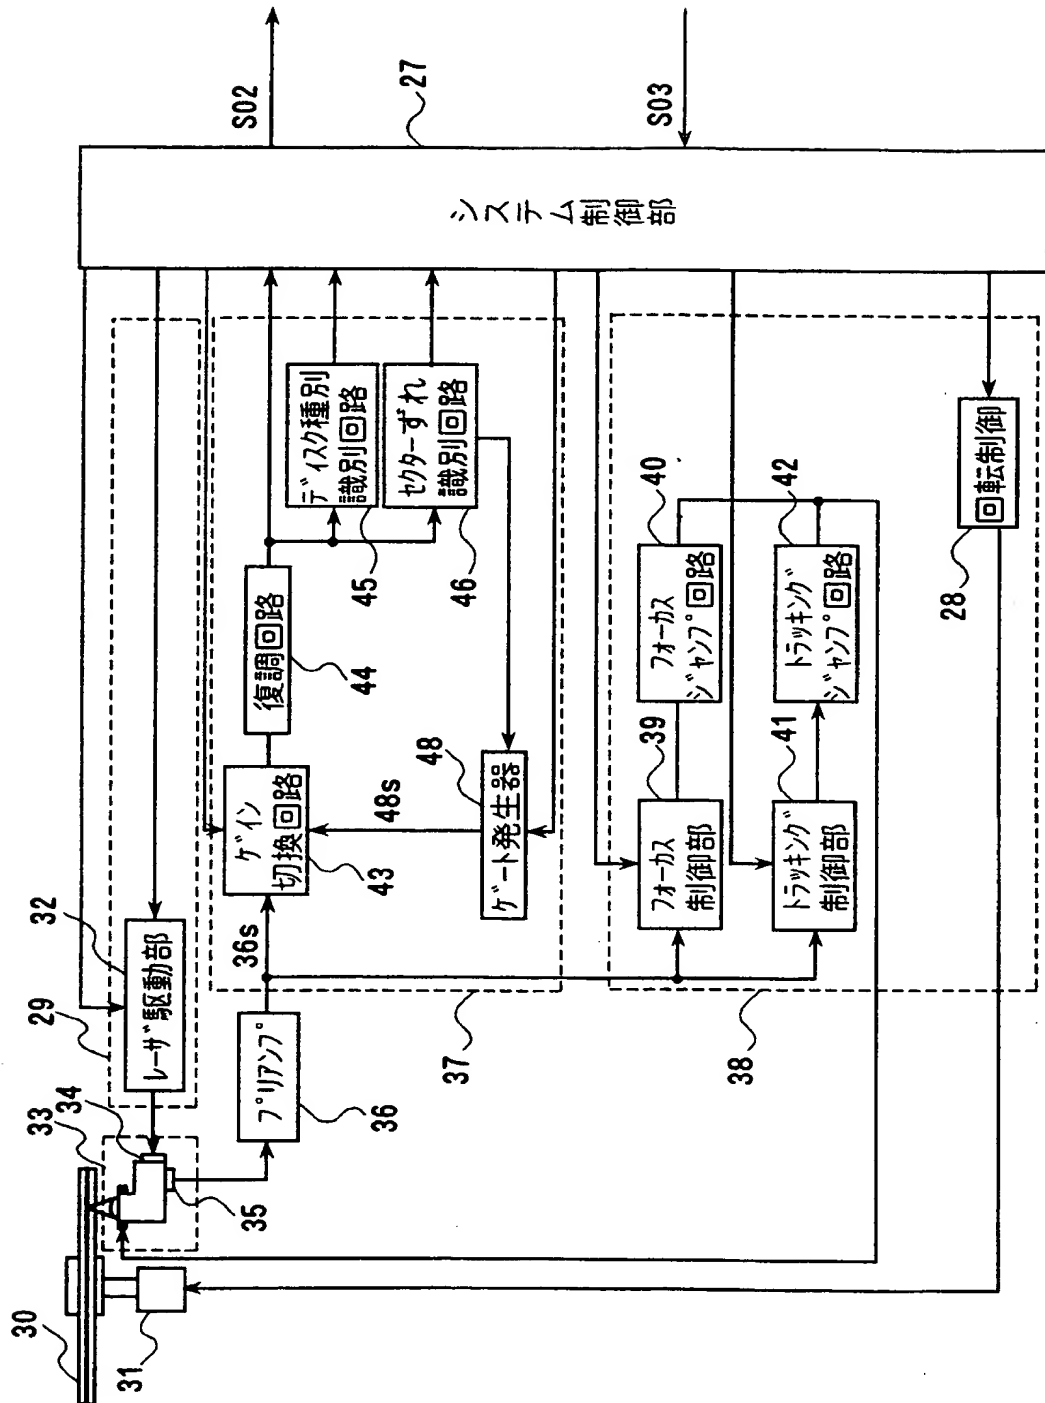 30
31
33
34
35
29
32
レーザ駆動部
プリアンプ
36
36s
ゲイン
切換回路
43
復調回路
44
ディスク種別
識別回路
45
セクターずれ
識別回路
46
48
48s
ゲート発生器
37
フォーカス
制御部
39
フォーカス
ジャンプ回路
40
トラッキング
制御部
41
トラッキング
ジャンプ回路
42
38
回転制御
28
システム制御部
27
S02
S03